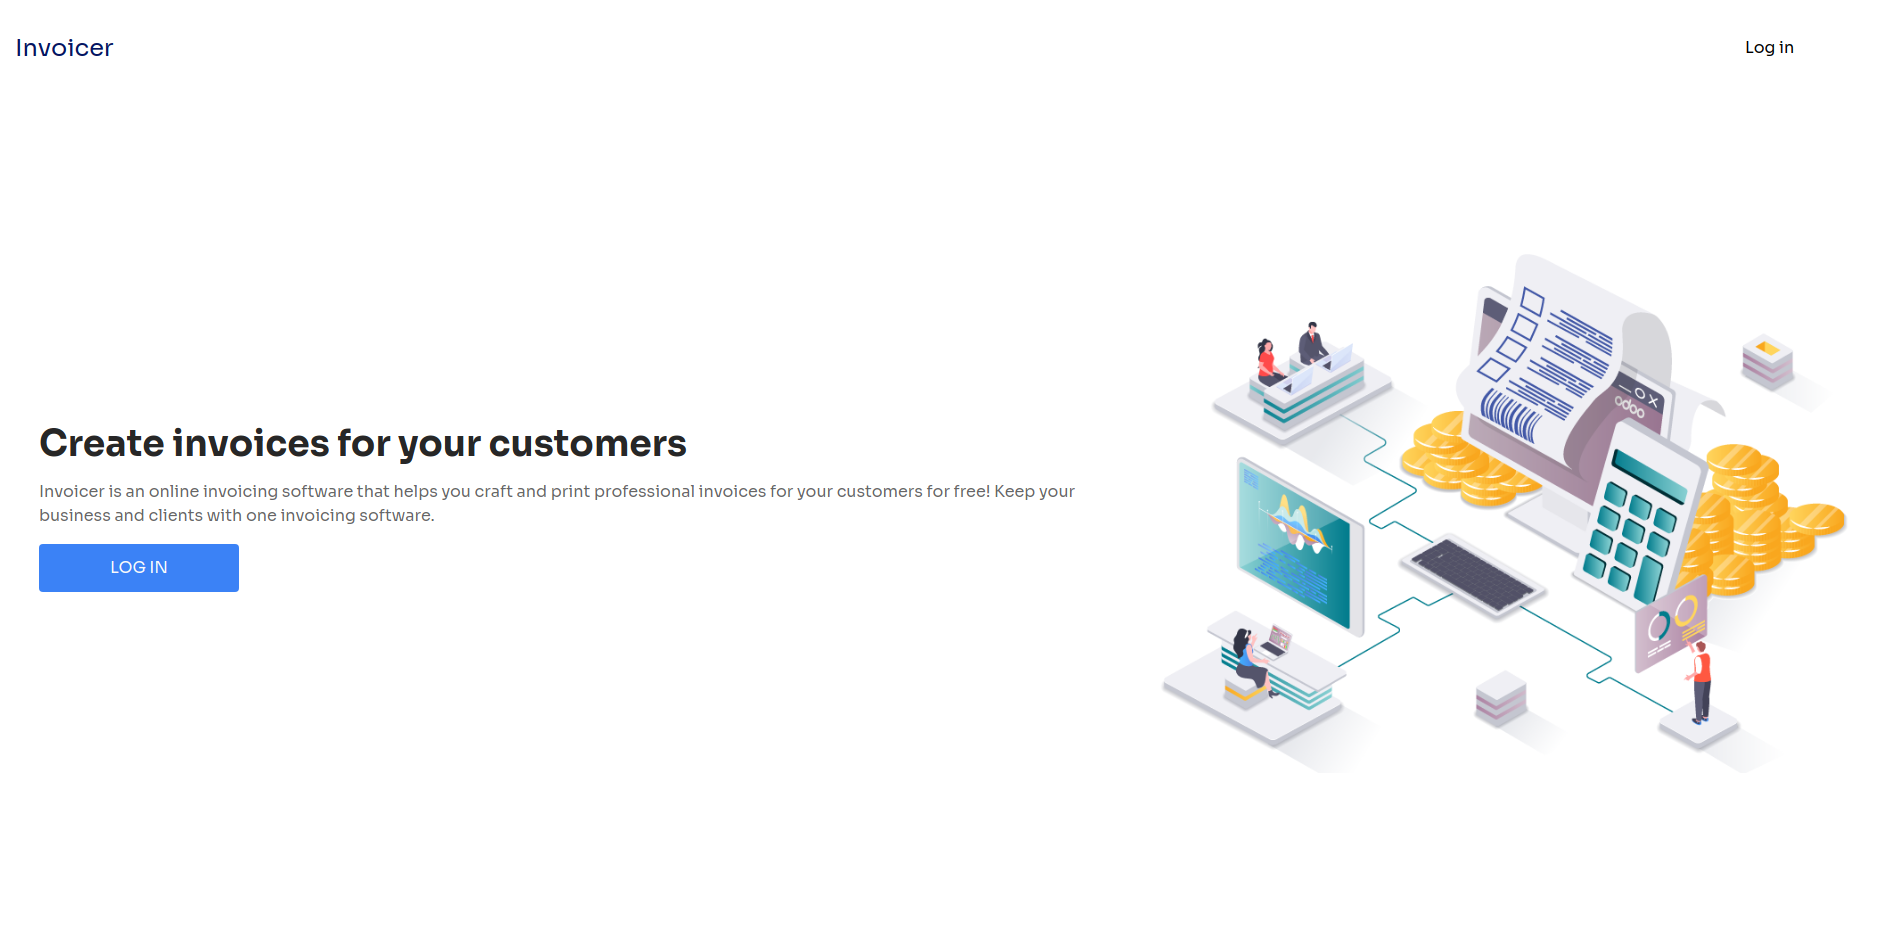 Invoicer
Log in
Create invoices for your customers
Invoicer is an online invoicing software that helps you craft and print professional invoices for your customers for free! Keep your
business and clients with one invoicing software.
LOG IN
odoo